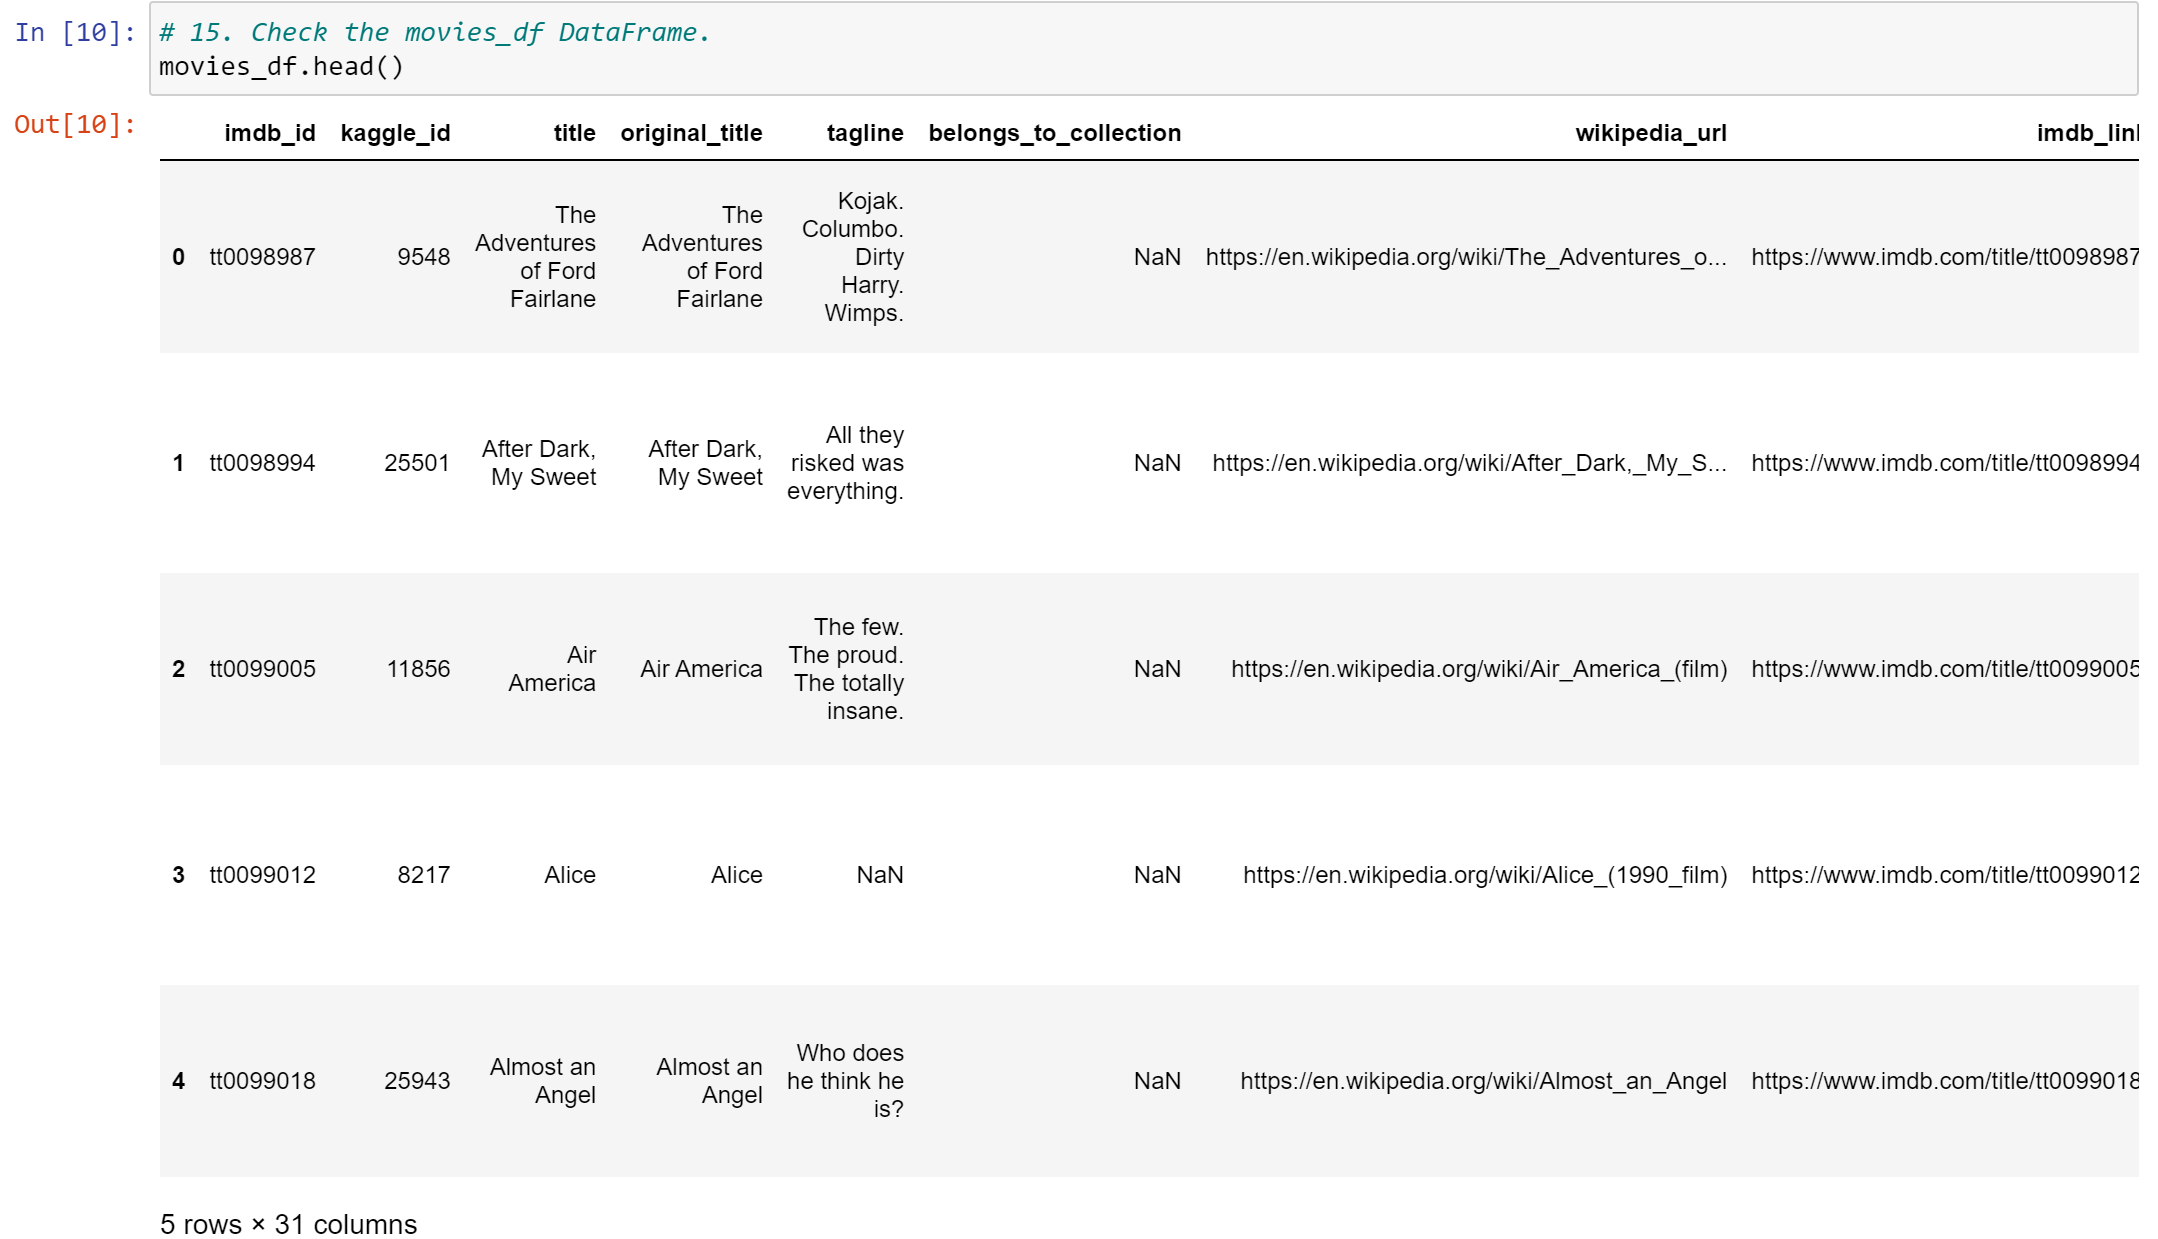 In [10]: # 15. Check the movies_df DataFrame.
movies_df.head()
Out[10]:
imdb_id kaggle_id title original_title tagline belongs_to_collection wikipedia_url imdb_lin
0 tt0098987 9548 The Adventures of Ford Fairlane The Adventures of Ford Fairlane Kojak. Columbo. Dirty Harry. Wimps. NaN https://en.wikipedia.org/wiki/The_Adventures_o... https://www.imdb.com/title/tt0098987
1 tt0098994 25501 After Dark, My Sweet After Dark, My Sweet All they risked was everything. NaN https://en.wikipedia.org/wiki/After_Dark,_My_S... https://www.imdb.com/title/tt0098994
2 tt0099005 11856 Air America Air America The few. The proud. The totally insane. NaN https://en.wikipedia.org/wiki/Air_America_(film) https://www.imdb.com/title/tt0099005
3 tt0099012 8217 Alice Alice NaN NaN https://en.wikipedia.org/wiki/Alice_(1990_film) https://www.imdb.com/title/tt0099012
4 tt0099018 25943 Almost an Angel Almost an Angel Who does he think he is? NaN https://en.wikipedia.org/wiki/Almost_an_Angel https://www.imdb.com/title/tt0099018
5 rows × 31 columns